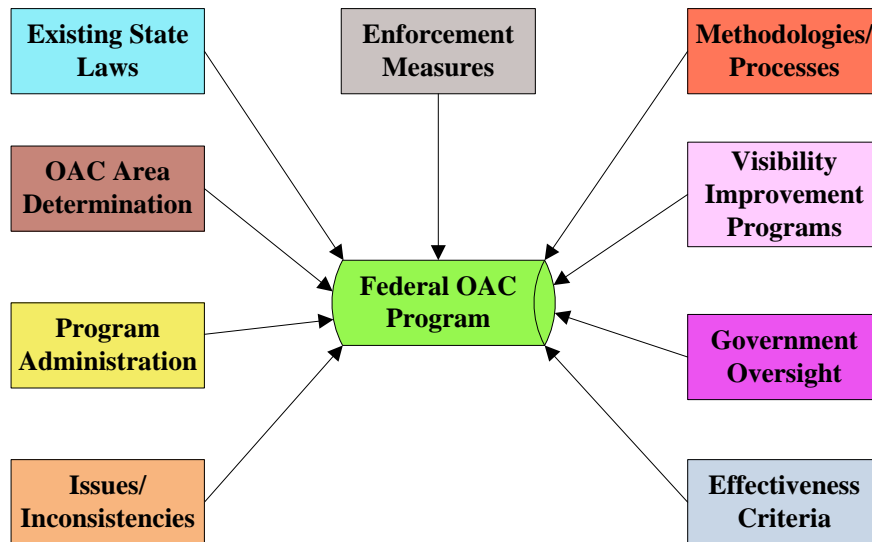 Existing State
Laws
Enforcement
Measures
Methodologies/
Processes
OAC Area
Determination
Visibility
Improvement
Programs
Federal OAC
Program
Program
Administration
Government
Oversight
Issues/
Inconsistencies
Effectiveness
Criteria